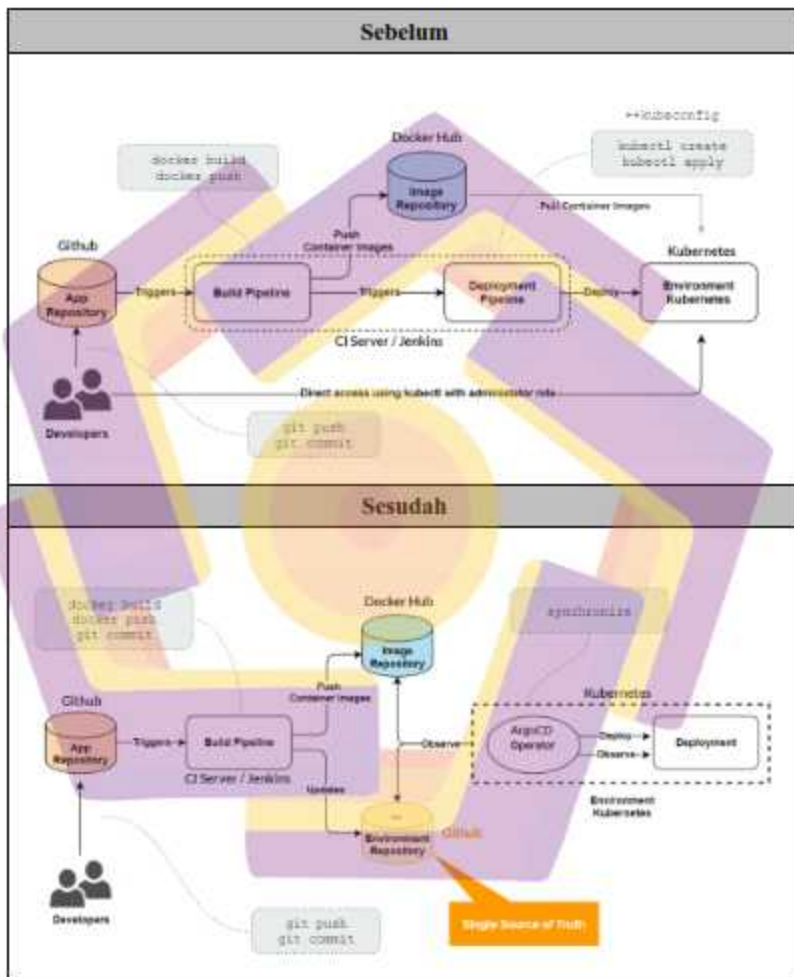 Sebelum
++kubeconfig
Docker Hub
kubectl create
kubectl apply
docker build
docker push
Image
Repository
Pull Container Images
Push
Container Images
Github
Kubernetes
App
Repository
Triggers
Build Pipeline
Triggers
Deployment
Pipeline
Deploy
Environment
Kubernetes
CI Server / Jenkins
Direct access using kubectl with administrator role
Developers
git push
git commit
Sesudah
docker build
docker push
git commit
Docker Hub
synchronize
Image
Repository
Push
Container Images
Kubernetes
Github
App
Repository
Triggers
Build Pipeline
Observe
ArgoCD
Operator
Deploy
Observe
Deployment
CI Server / Jenkins
Updates
Environment
Kubernetes
Environment
Repository
Github
Developers
Single Source of Truth
git push
git commit